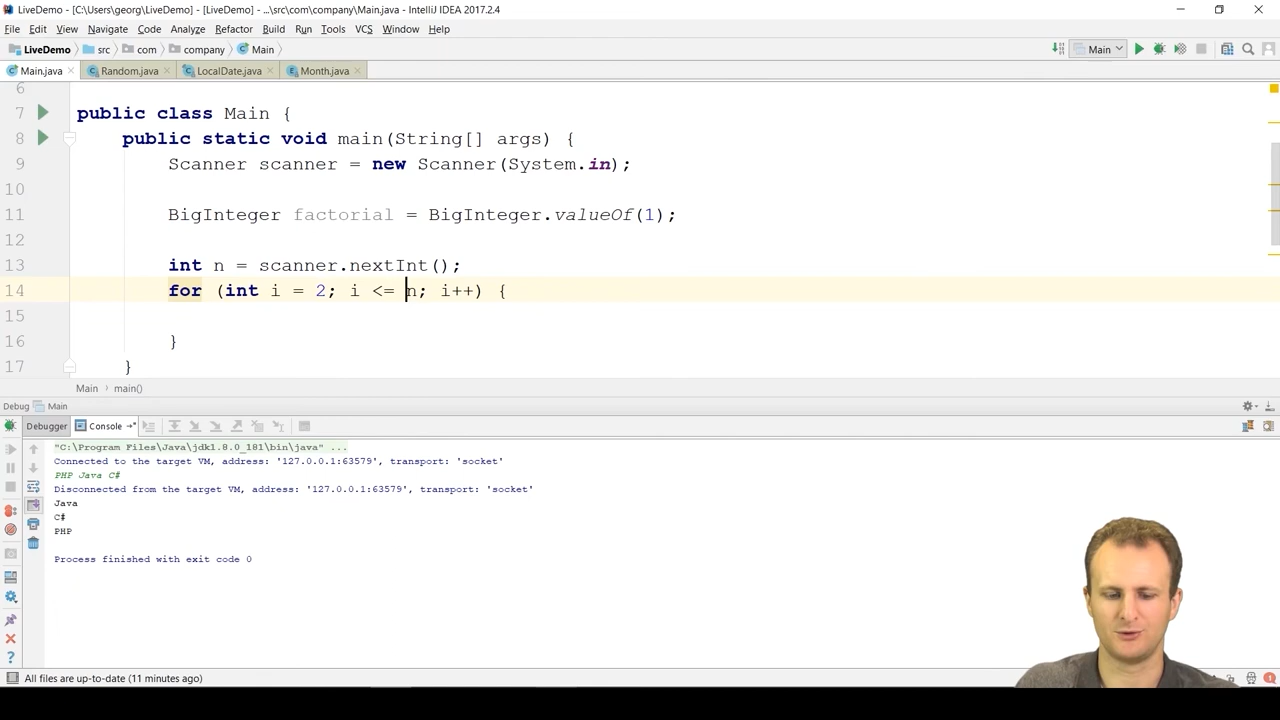 LiveDemo - [C:\Users\georg\LiveDemo] - [LiveDemo] - ...\src\com\company\Main.java - IntelliJ IDEA 2017.2.4
File Edit View Navigate Code Analyze Refactor Build Run Tools VCS Window Help
LiveDemo src com company Main Main
Main.java Random.java LocalDate.java Month.java
6
7 public class Main {
8 public static void main(String[] args) {
9 Scanner scanner = new Scanner(System.in);
10
11 BigInteger factorial = BigInteger.valueOf(1);
12
13 int n = scanner.nextInt();
14 for (int i = 2; i <= n; i++) {
15
16 }
17 }
Main › main()
Debug Main
Debugger Console
"C:\Program Files\Java\jdk1.8.0_181\bin\java" ...
Connected to the target VM, address: '127.0.0.1:63579', transport: 'socket'
PHP Java C#
Disconnected from the target VM, address: '127.0.0.1:63579', transport: 'socket'
Java
C#
PHP
Process finished with exit code 0
All files are up-to-date (11 minutes ago)